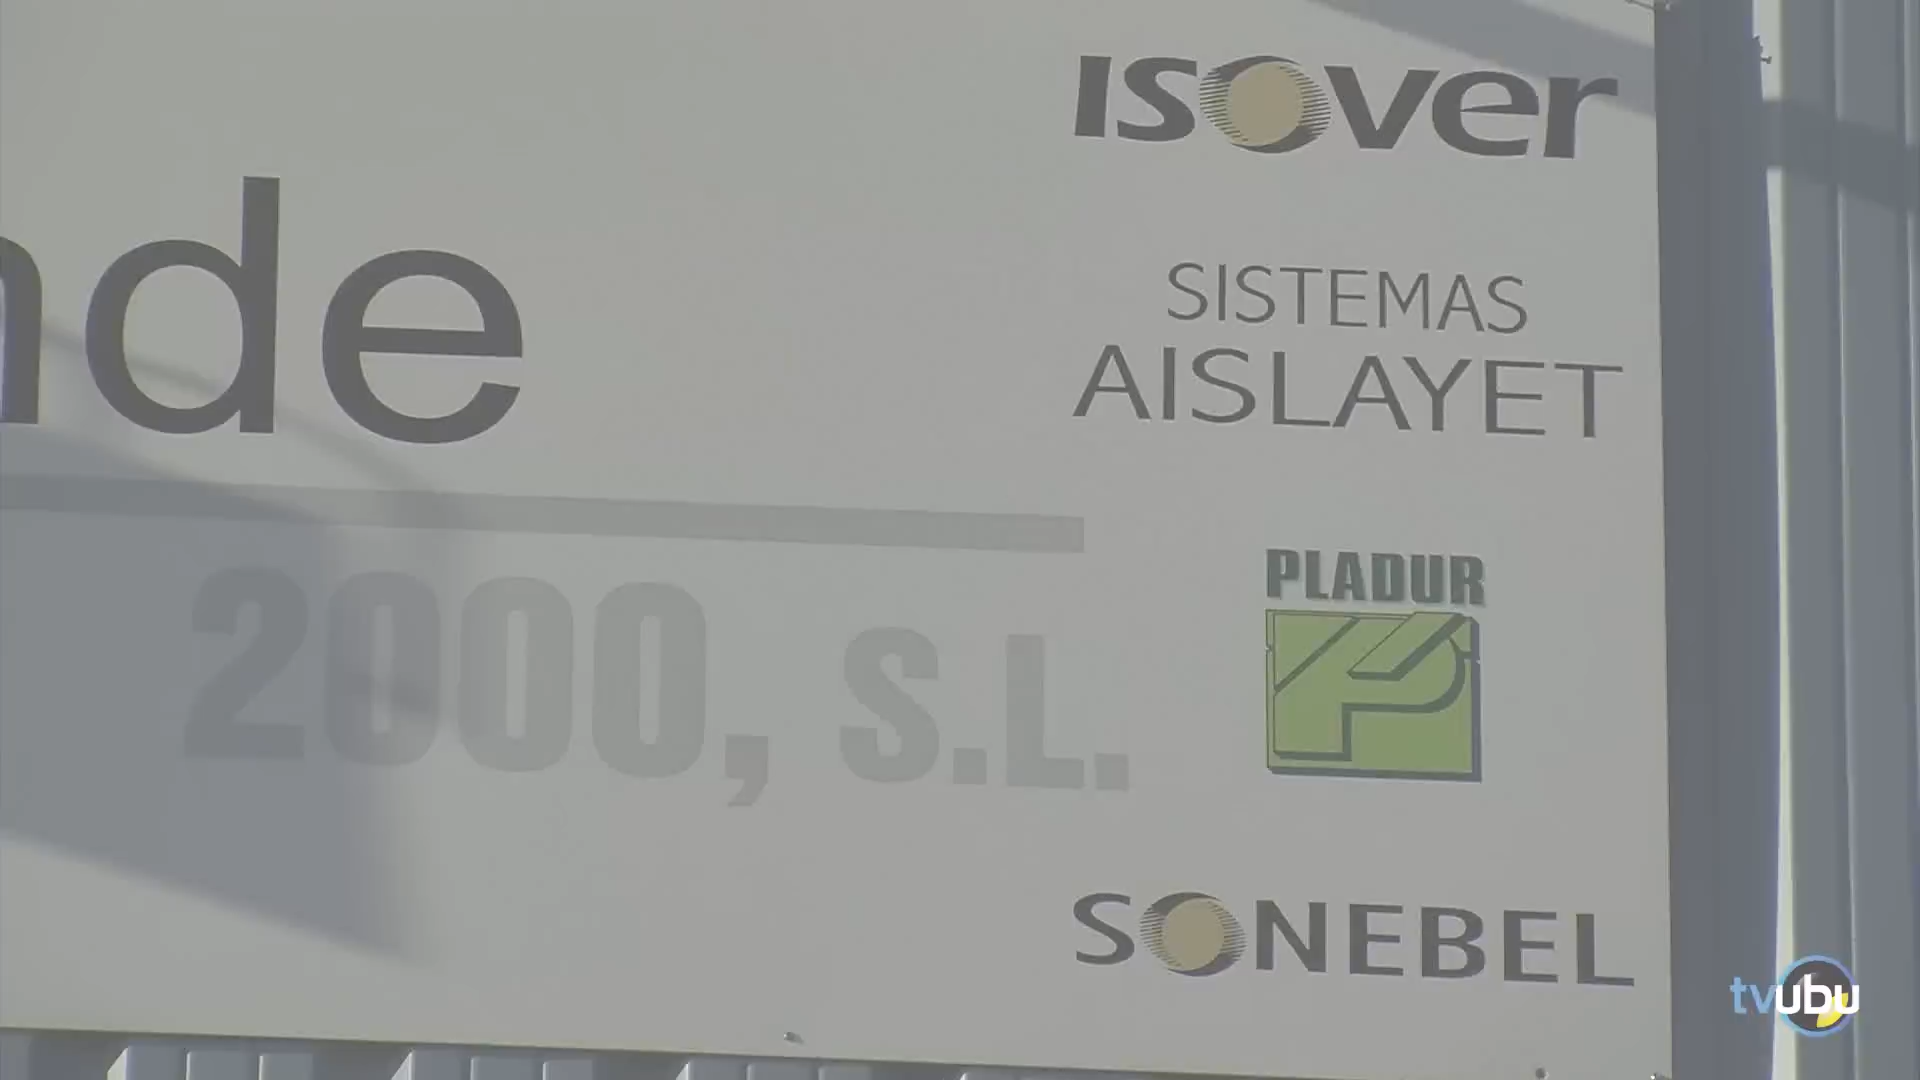 nde
2000, S.L.
ISOVER
SISTEMAS
AISLAYET
PLADUR
SONEBEL
tvubu